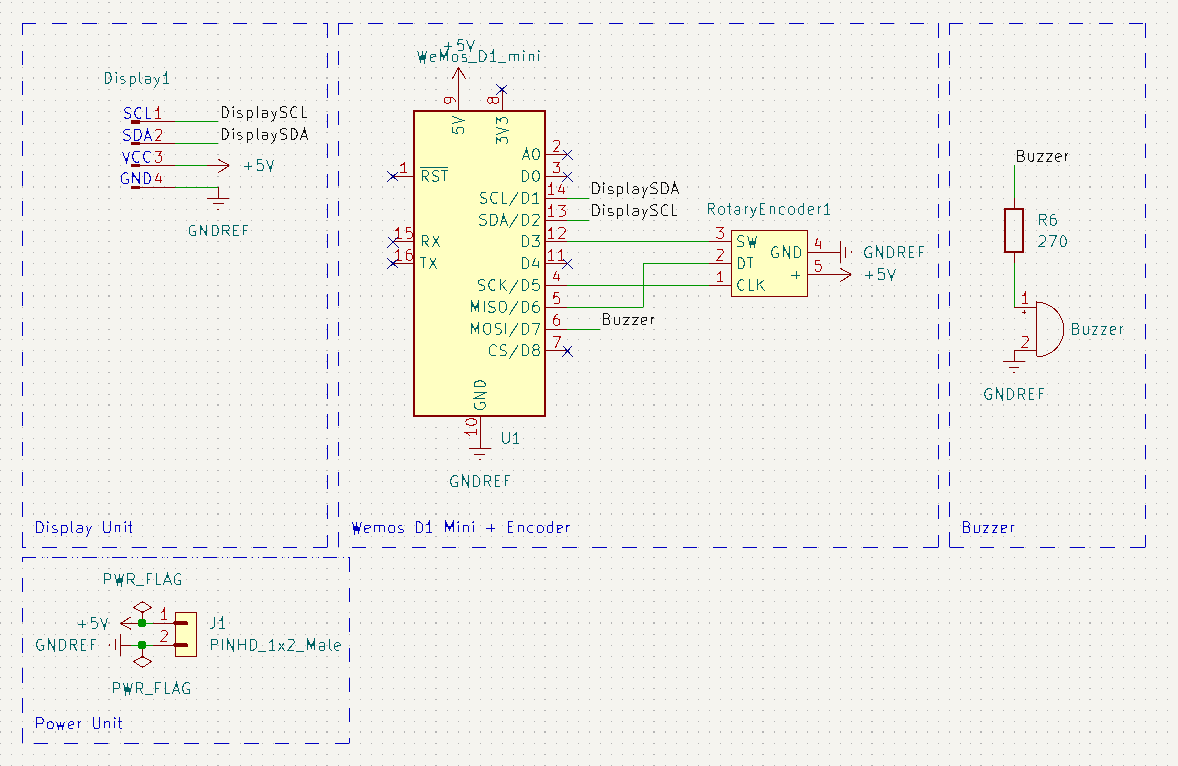 Display1
SCL 1 DisplaySCL
SDA 2 DisplaySDA
VCC 3 +5V
GND 4
GNDREF
Display Unit
+5V
WeMos_D1_mini
9 8
5V 3V3
A0 2
1 RST D0 3
SCL/D1 14 DisplaySDA
SDA/D2 13 DisplaySCL
15 RX D3 12
16 TX D4 11
SCK/D5 4
MISO/D6 5
MOSI/D7 6 Buzzer
CS/D8 7
GND
10
U1
GNDREF
RotaryEncoder1
3 SW
2 DT
1 CLK
GND 4 GNDREF
+ 5 +5V
Wemos D1 Mini + Encoder
Buzzer
R6
270
1
+
Buzzer
2
GNDREF
Buzzer
PWR_FLAG
+5V 1 J1
GNDREF 2 PINHD_1x2_Male
PWR_FLAG
Power Unit